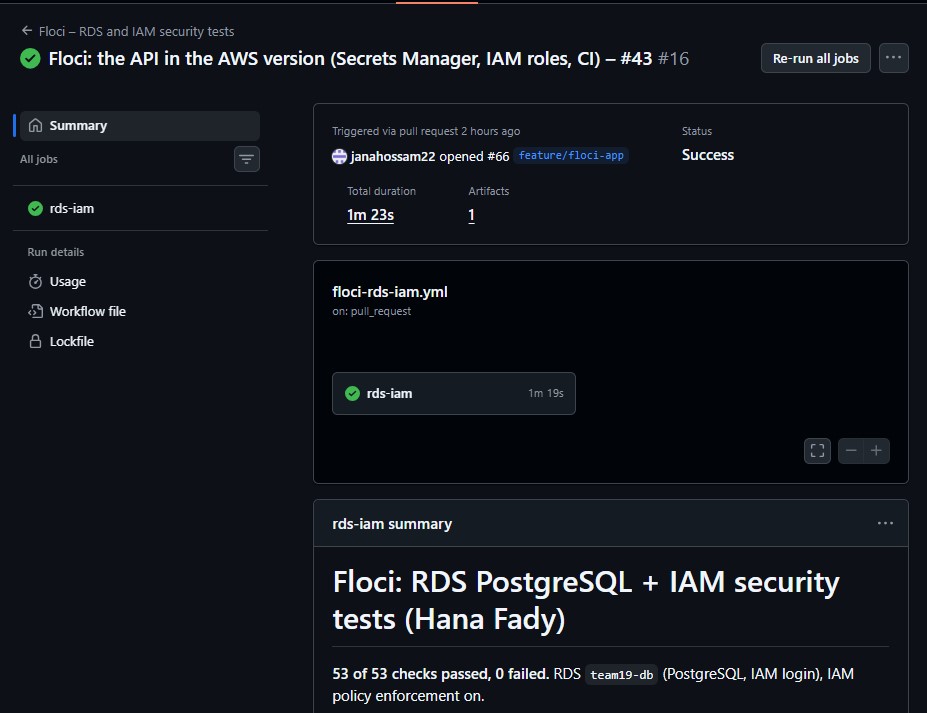 ← Floci – RDS and IAM security tests
Floci: the API in the AWS version (Secrets Manager, IAM roles, CI) – #43 #16
Re-run all jobs
Summary
All jobs
rds-iam
Run details
Usage
Workflow file
Lockfile
Triggered via pull request 2 hours ago
janahossam22 opened #66 feature/floci-app
Status
Success
Total duration
1m 23s
Artifacts
1
floci-rds-iam.yml
on: pull_request
rds-iam 1m 19s
rds-iam summary
Floci: RDS PostgreSQL + IAM security
tests (Hana Fady)
53 of 53 checks passed, 0 failed. RDS team19-db (PostgreSQL, IAM login), IAM
policy enforcement on.